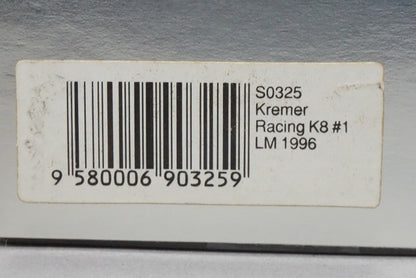 S0325
Kremer
Racing K8 #1
LM 1996
9 580006 903259